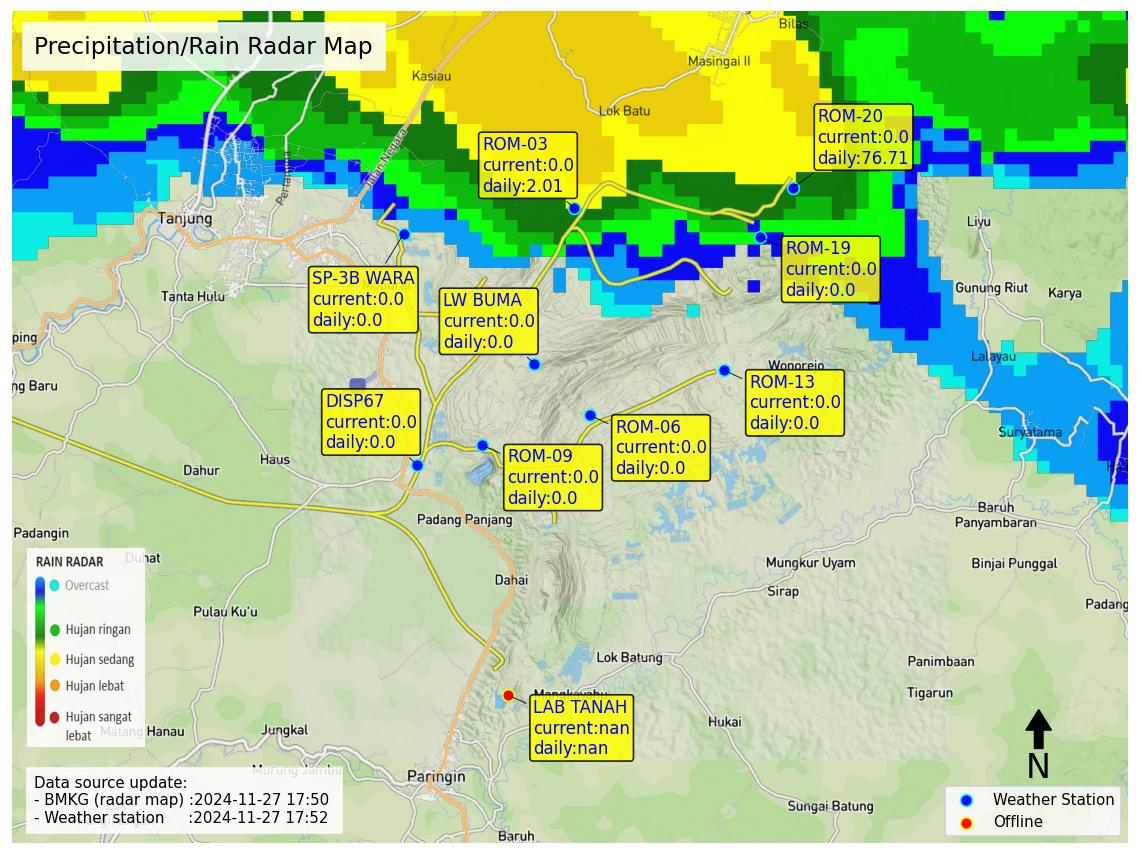 Precipitation/Rain Radar Map
Bilas
Masingai II
Kasiau
Lok Batu
Jalan Negara
ROM-20
current:0.0
daily:76.71
ROM-03
current:0.0
daily:2.01
Tanjung
Liyu
ROM-19
current:0.0
daily:0.0
SP-3B WARA
current:0.0
daily:0.0
LW BUMA
current:0.0
daily:0.0
Tanta Hulu
Gunung Riut
Karya
ping
Lalayau
Wonorejo
ng Baru
ROM-13
current:0.0
daily:0.0
DISP67
current:0.0
daily:0.0
ROM-06
current:0.0
daily:0.0
Suryatama
ROM-09
current:0.0
daily:0.0
Haus
Dahur
Baruh
Panyambaran
Padang Panjang
Padangin
Duhat
Mungkur Uyam
Binjai Punggal
Dahai
Sirap
Padang
Pulau Ku'u
RAIN RADAR
Overcast
Hujan ringan
Hujan sedang
Hujan lebat
Hujan sangat
lebat
Lok Batung
Panimbaan
Tigarun
LAB TANAH
current:nan
daily:nan
Hukai
Matang Hanau
Jungkal
Murung Jambu
Paringin
Sungai Batung
Baruh
N
Data source update:
- BMKG (radar map) :2024-11-27 17:50
- Weather station :2024-11-27 17:52
Weather Station
Offline